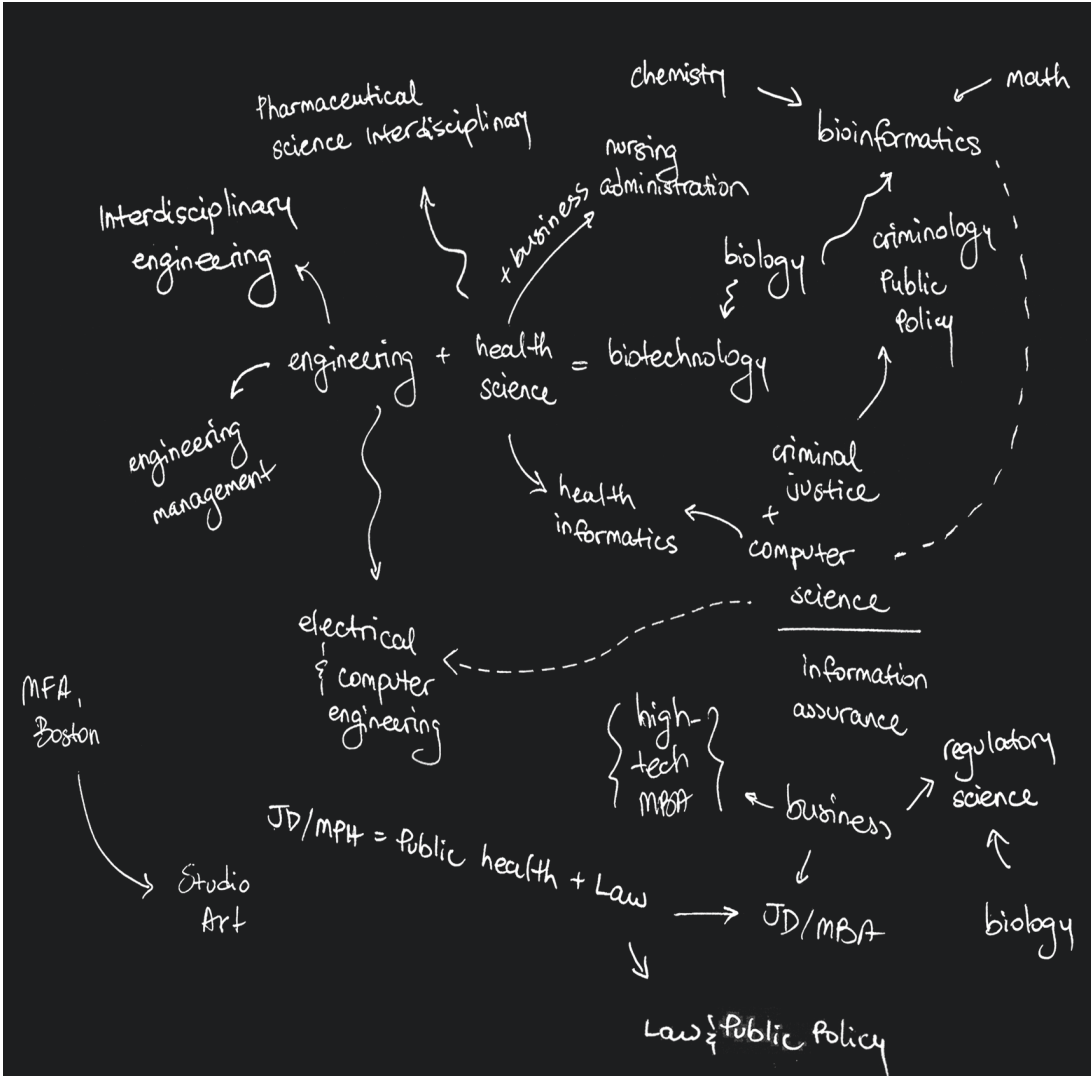 chemistry
math
Pharmaceutical
science Interdisciplinary
bioinformatics
nursing
administration
+ business
Interdisciplinary
engineering
biology
criminology
Public
Policy
engineering + health
science
= biotechnology
engineering
management
criminal
justice
+
computer
science
health
informatics
electrical
& computer
engineering
information
assurance
MFA,
Boston
{ high-
tech
MBA }
business
regulatory
science
JD/MPH = Public health + Law
JD/MBA
biology
Studio
Art
Law & Public Policy